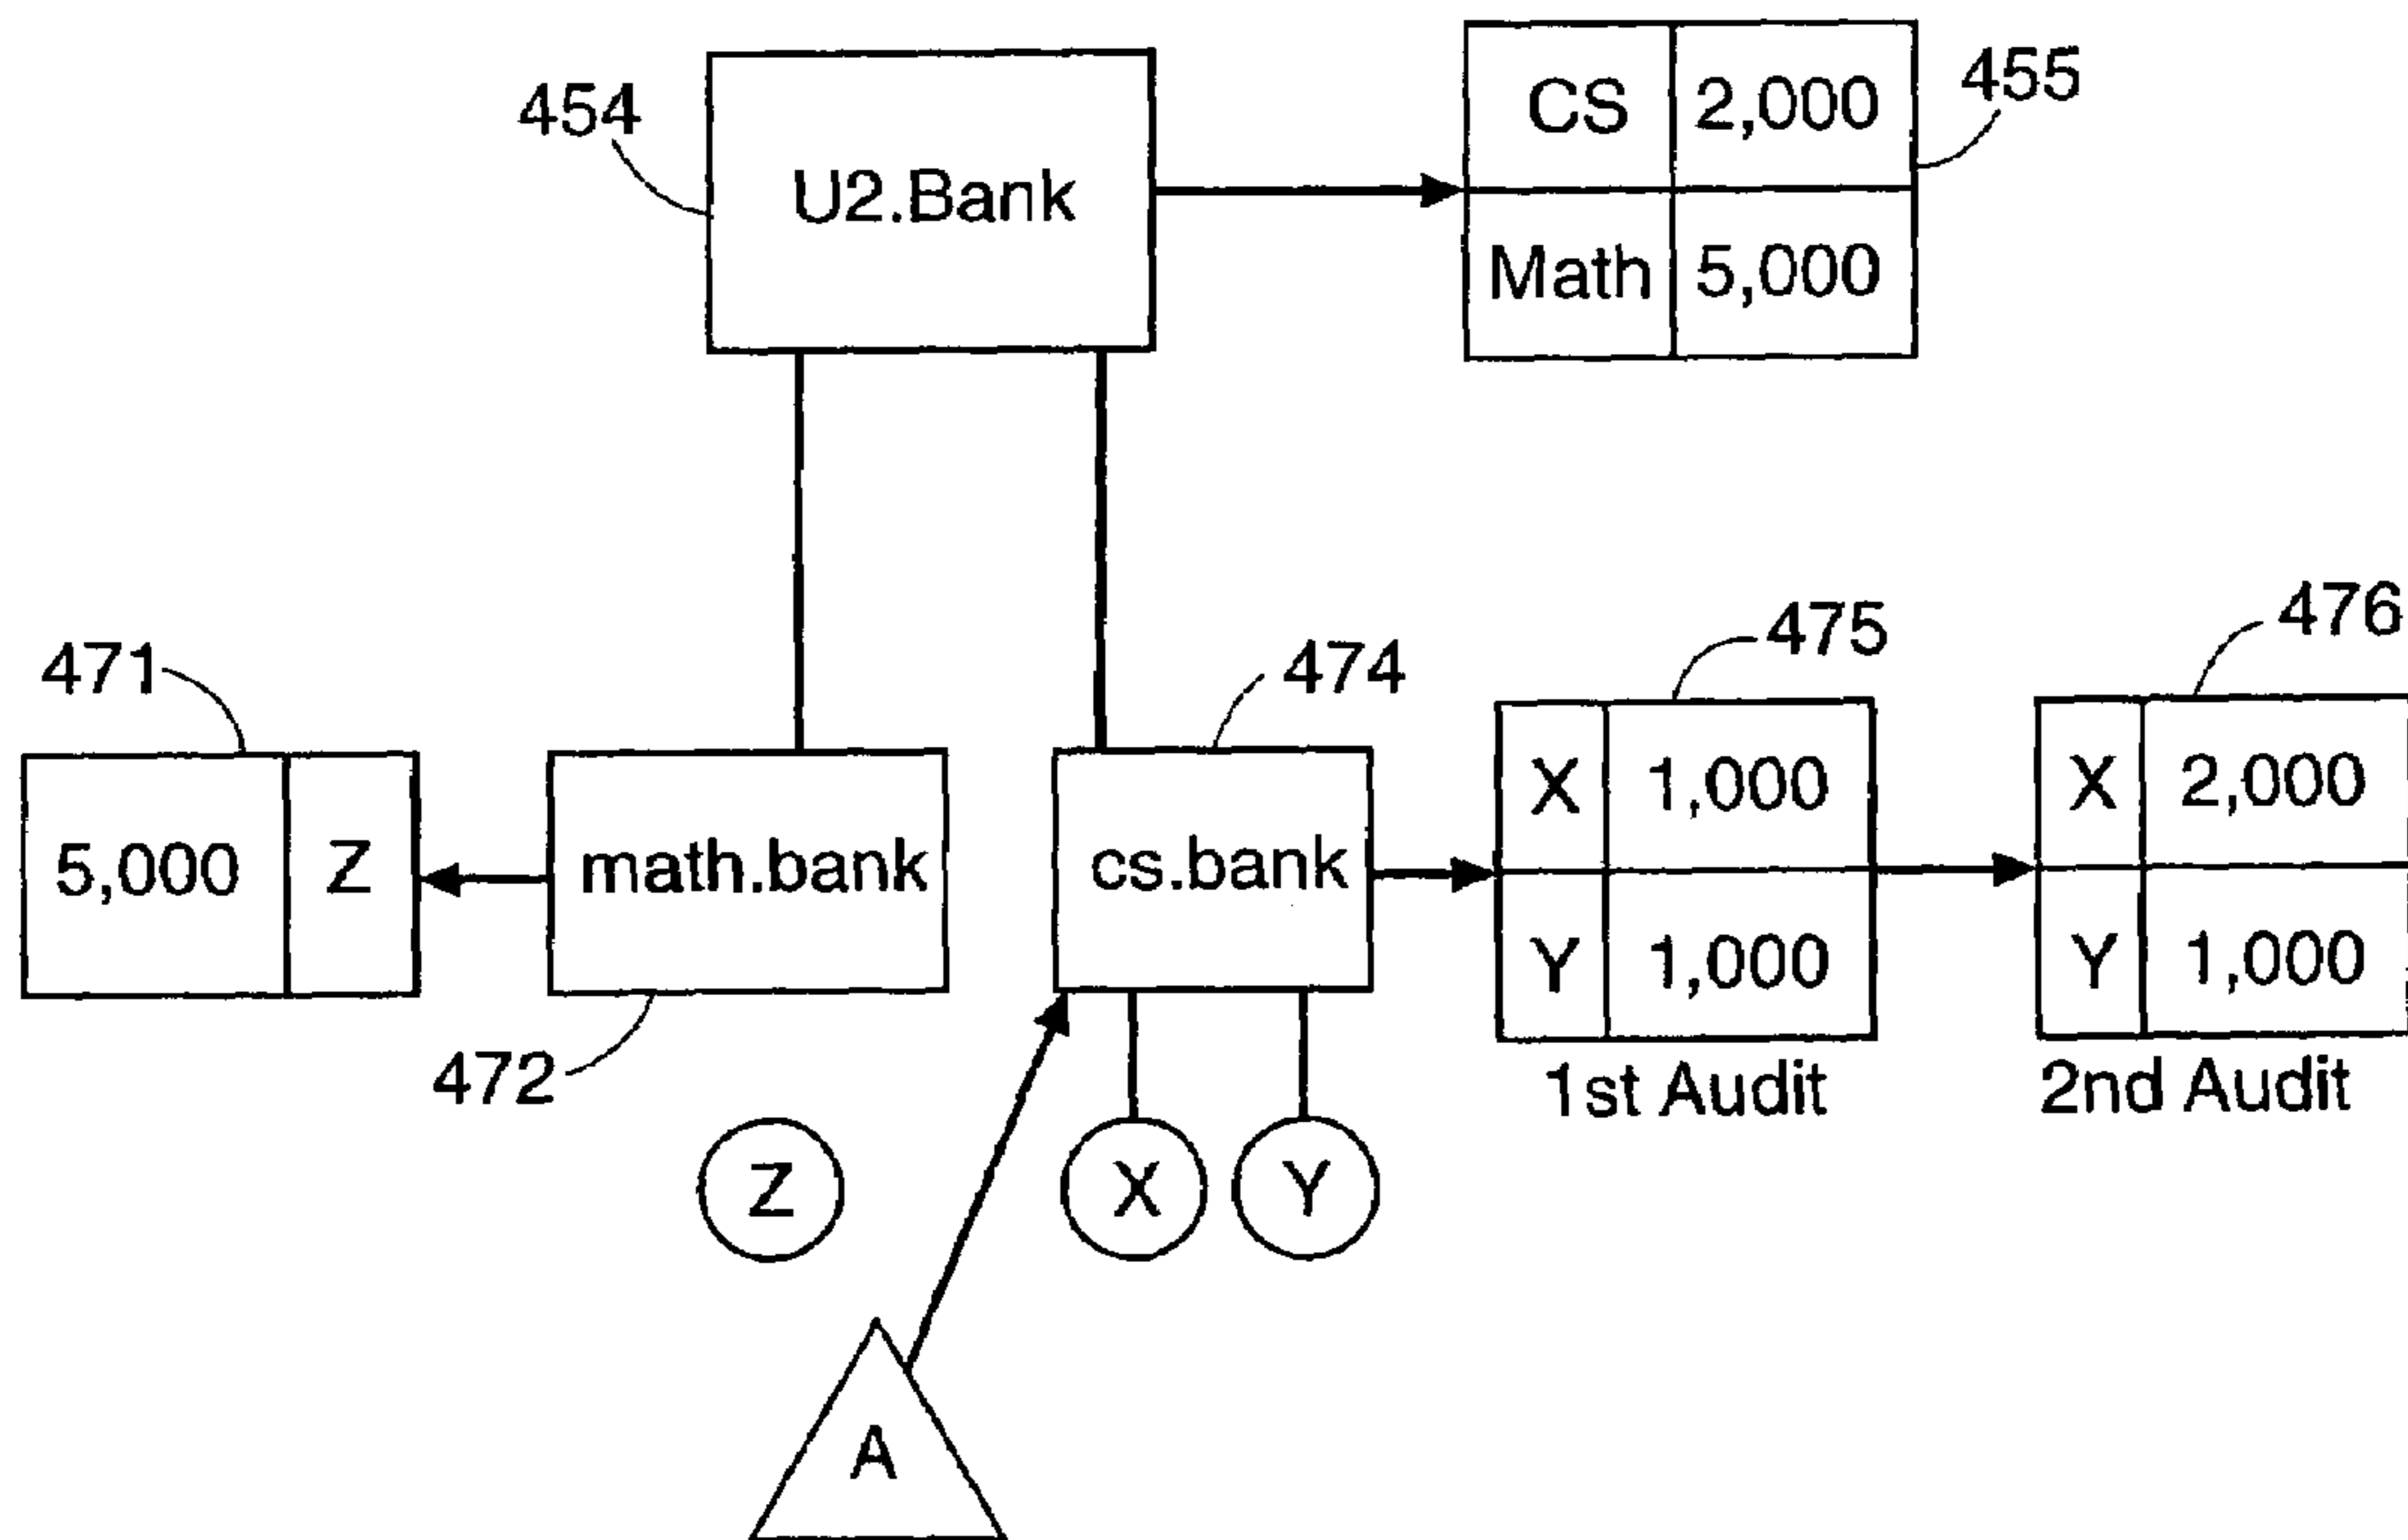 454
U2.Bank
CS 2,000
Math 5,000
455
471
5,000 Z
math.bank
472
cs.bank
474
475
X 1,000
Y 1,000
1st Audit
476
X 2,000
Y 1,000
2nd Audit
Z
X
Y
A